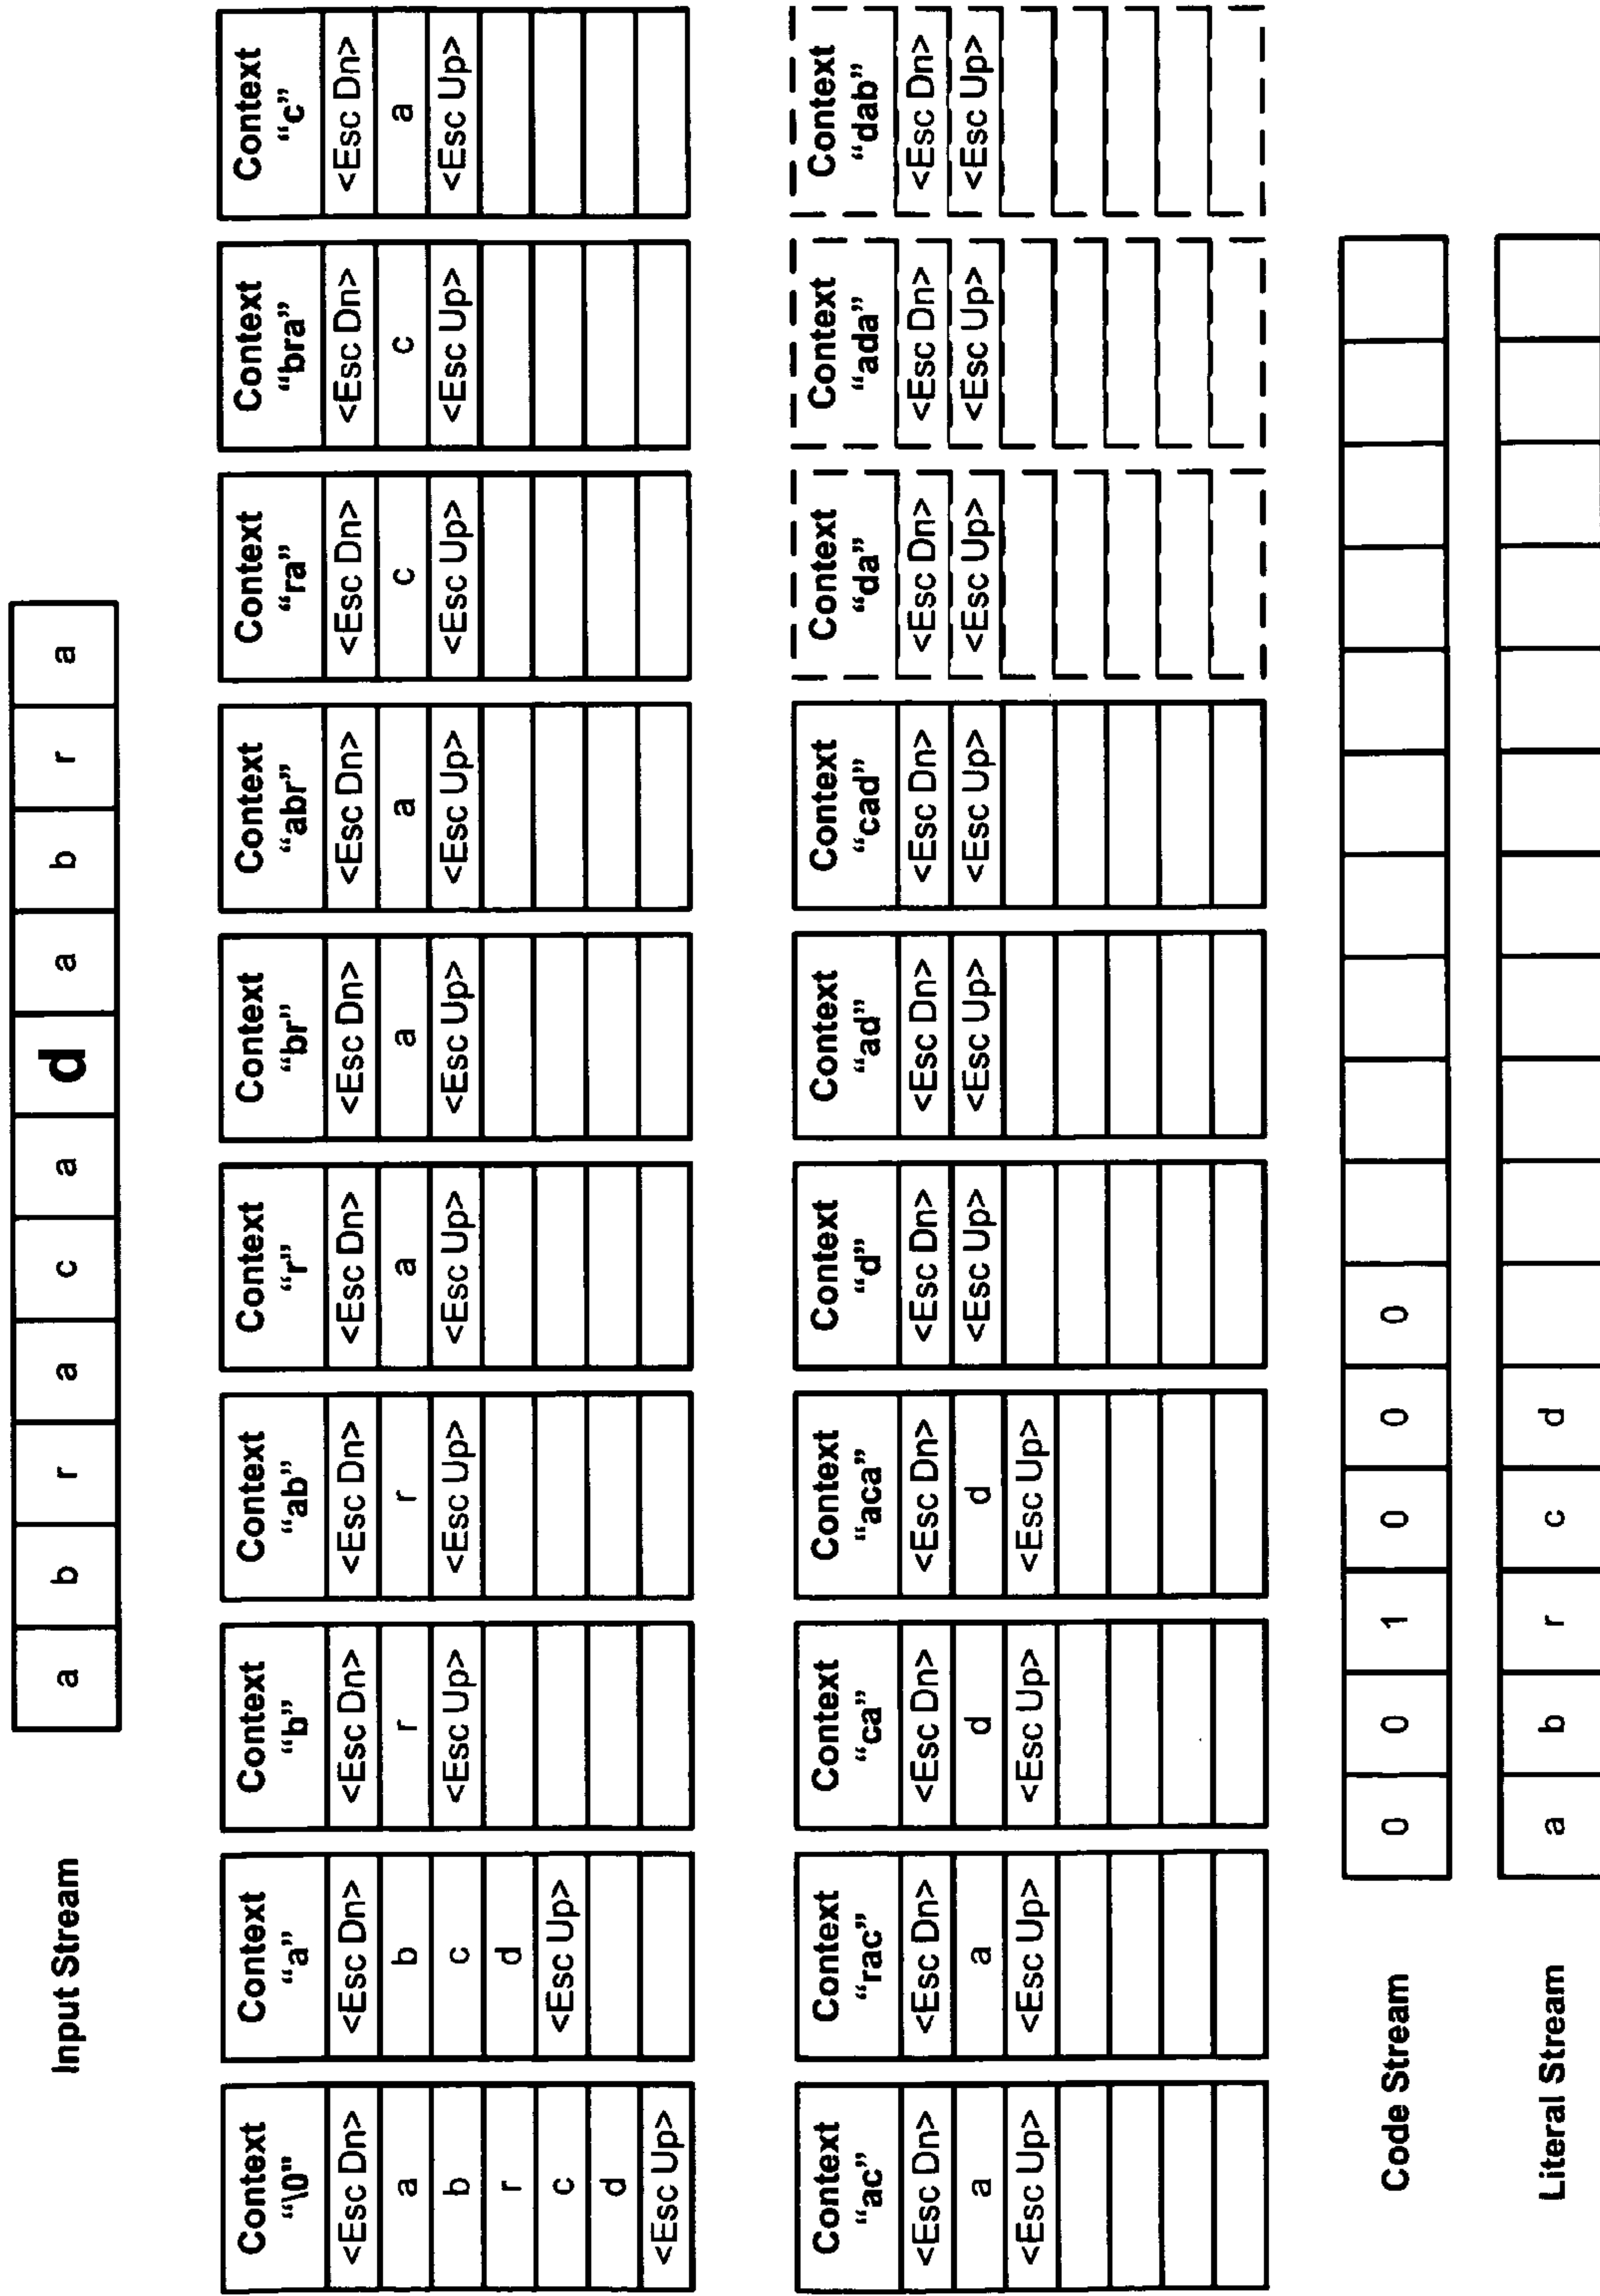 Input Stream a b r a c a d a b r a
Context Context Context Context Context Context Context Context Context Context
“\0” “a” “b” “ab” “r” “br” “abr” “ra” “bra” “c”
<Esc Dn> <Esc Dn> <Esc Dn> <Esc Dn> <Esc Dn> <Esc Dn> <Esc Dn> <Esc Dn> <Esc Dn> <Esc Dn>
a b r r a a a c c a
b c <Esc Up> <Esc Up> <Esc Up> <Esc Up> <Esc Up> <Esc Up> <Esc Up> <Esc Up>
r d
c <Esc Up>
d
<Esc Up>
Context Context Context Context Context Context Context Context Context Context
“ac” “rac” “ca” “aca” “d” “ad” “cad” “da” “ada” “dab”
<Esc Dn> <Esc Dn> <Esc Dn> <Esc Dn> <Esc Dn> <Esc Dn> <Esc Dn> <Esc Dn> <Esc Dn> <Esc Dn>
a a d d <Esc Up> <Esc Up> <Esc Up> <Esc Up> <Esc Up> <Esc Up>
<Esc Up> <Esc Up> <Esc Up> <Esc Up>
Code Stream 0 0 1 0 0 0
Literal Stream a b r c d